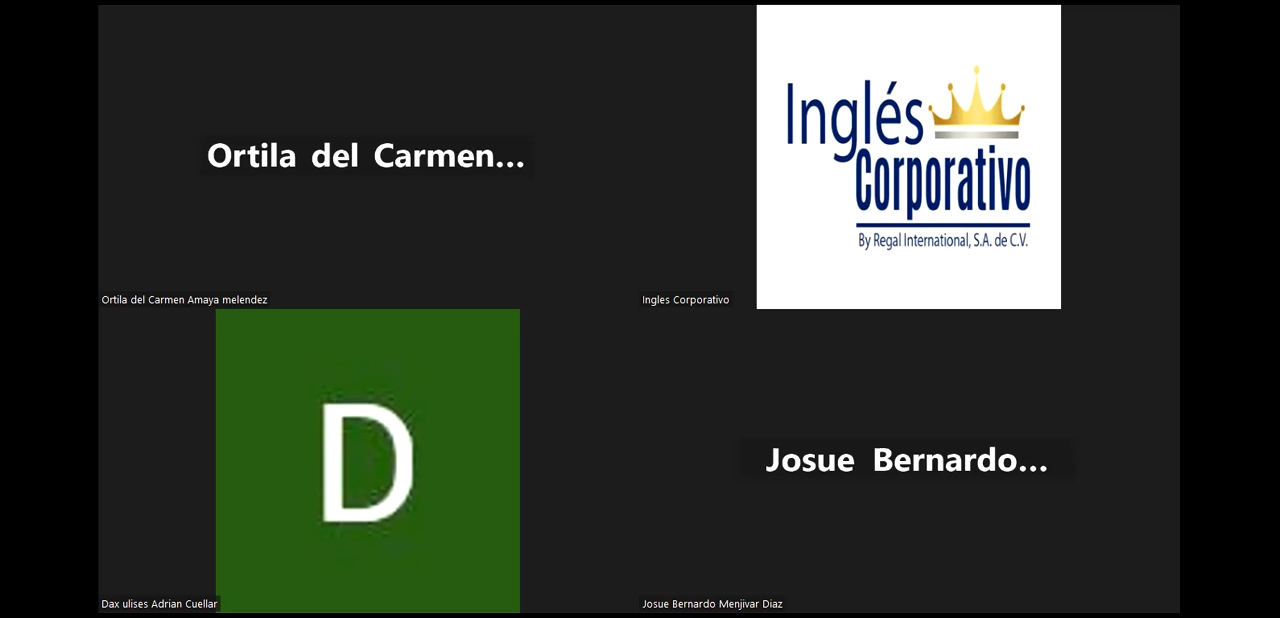 Ortila del Carmen...
Ortila del Carmen Amaya melendez
Inglés
Corporativo
By Regal International, S.A. de C.V.
Ingles Corporativo
D
Dax ulises Adrian Cuellar
Josue Bernardo...
Josue Bernardo Menjivar Diaz